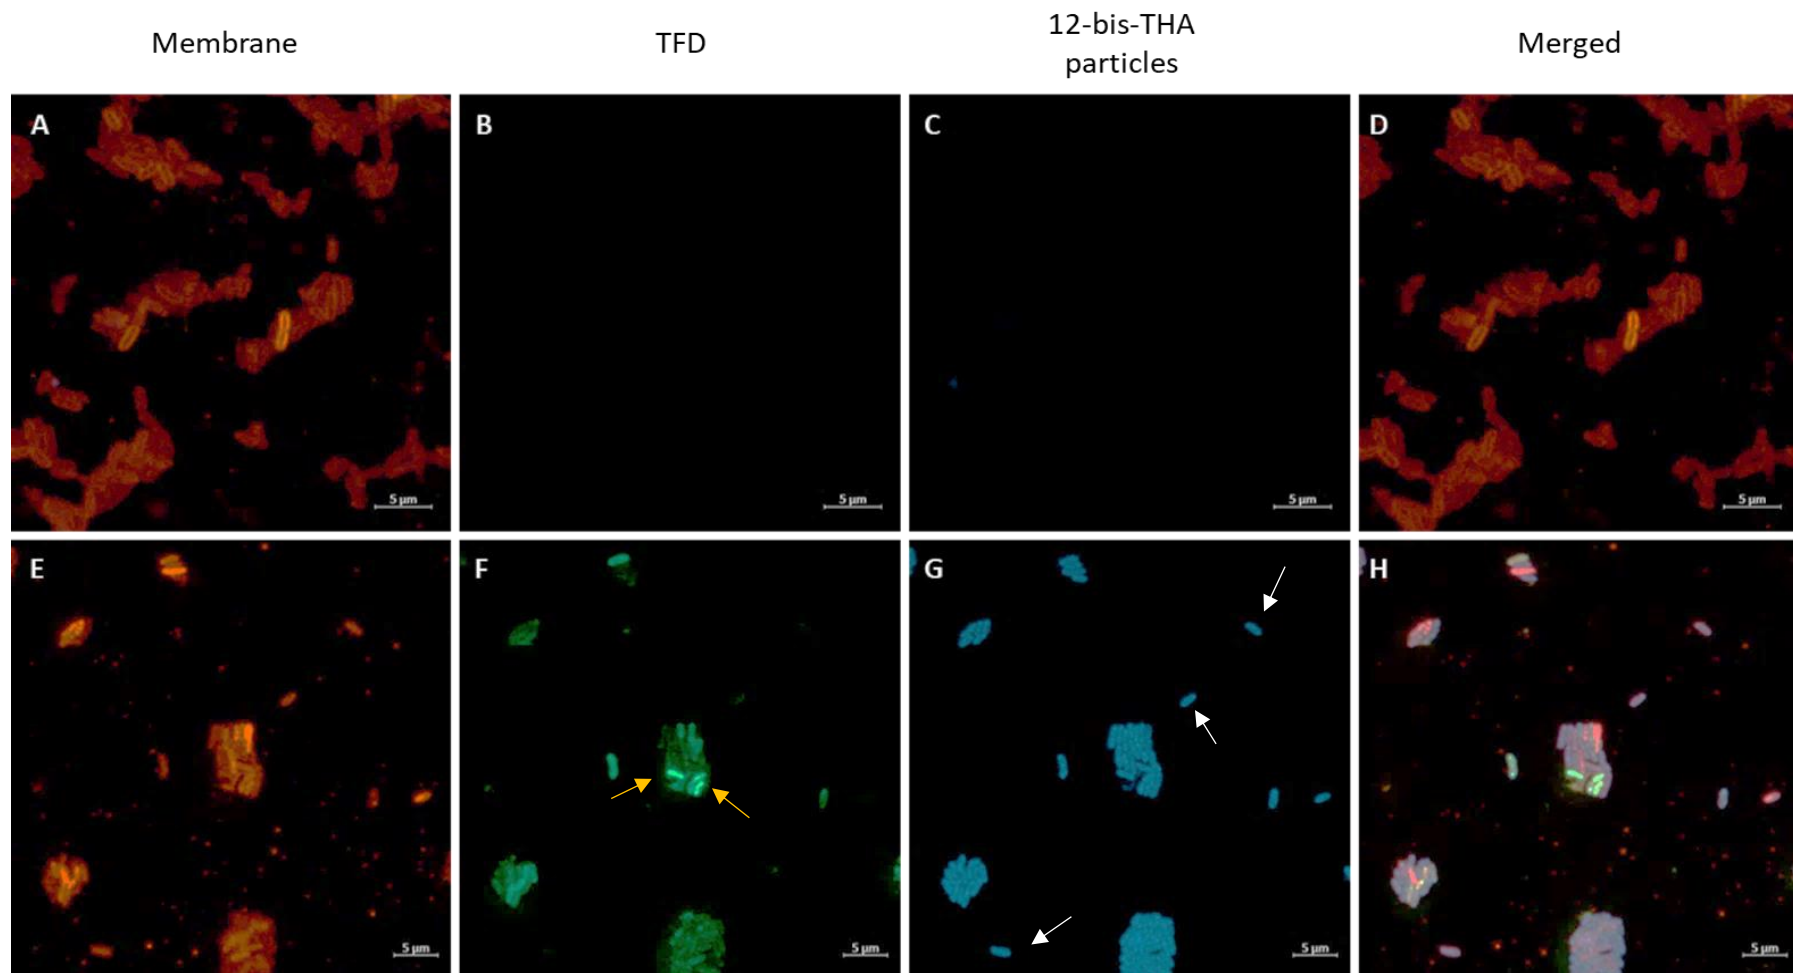 Membrane
TFD
12-bis-THA
particles
Merged
A
B
C
D
5 µm
5 µm
5 µm
5 µm
E
F
G
H
5 µm
5 µm
5 µm
5 µm